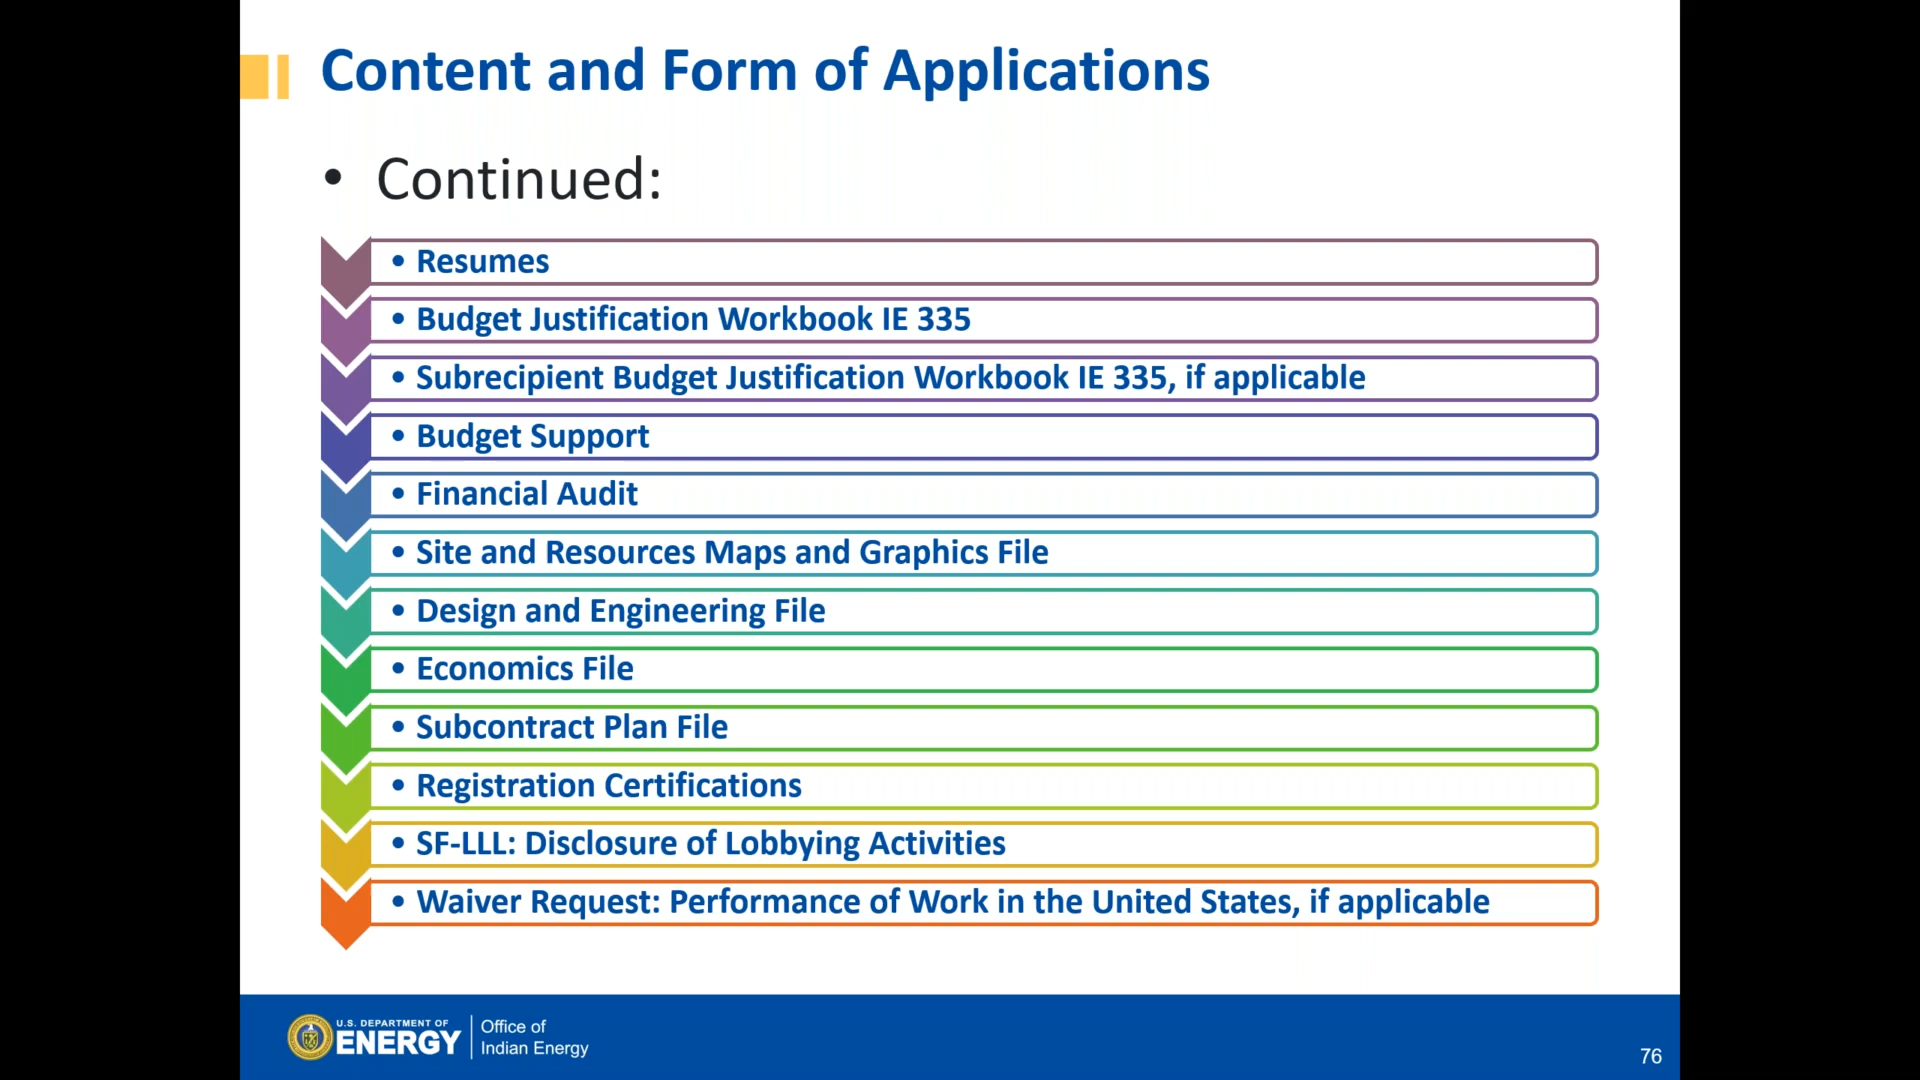 Content and Form of Applications
• Continued:
• Resumes
• Budget Justification Workbook IE 335
• Subrecipient Budget Justification Workbook IE 335, if applicable
• Budget Support
• Financial Audit
• Site and Resources Maps and Graphics File
• Design and Engineering File
• Economics File
• Subcontract Plan File
• Registration Certifications
• SF-LLL: Disclosure of Lobbying Activities
• Waiver Request: Performance of Work in the United States, if applicable
U.S. DEPARTMENT OF
ENERGY
Office of
Indian Energy
76